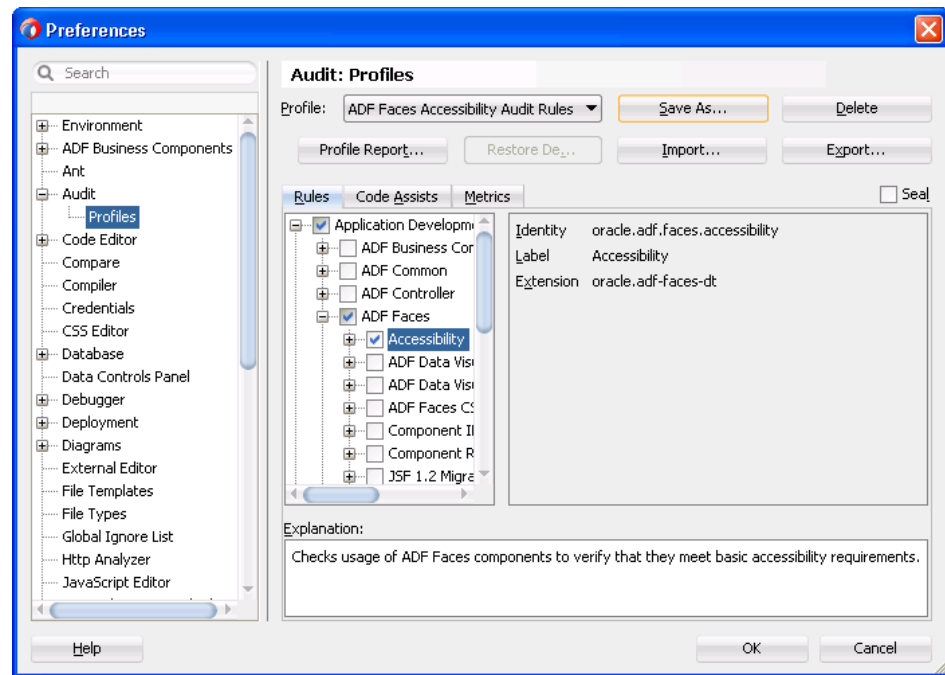 Preferences
Search
Environment
ADF Business Components
Ant
Audit
Profiles
Code Editor
Compare
Compiler
Credentials
CSS Editor
Database
Data Controls Panel
Debugger
Deployment
Diagrams
External Editor
File Templates
File Types
Global Ignore List
Http Analyzer
JavaScript Editor
Audit: Profiles
Profile: ADF Faces Accessibility Audit Rules Save As... Delete
Profile Report... Restore De... Import... Export...
Rules Code Assists Metrics Seal
Application Developm
ADF Business Cor
ADF Common
ADF Controller
ADF Faces
Accessibility
ADF Data Visu
ADF Data Visu
ADF Faces CS
Component II
Component R
JSF 1.2 Migra
Identity oracle.adf.faces.accessibility
Label Accessibility
Extension oracle.adf-faces-dt
Explanation:
Checks usage of ADF Faces components to verify that they meet basic accessibility requirements.
Help OK Cancel